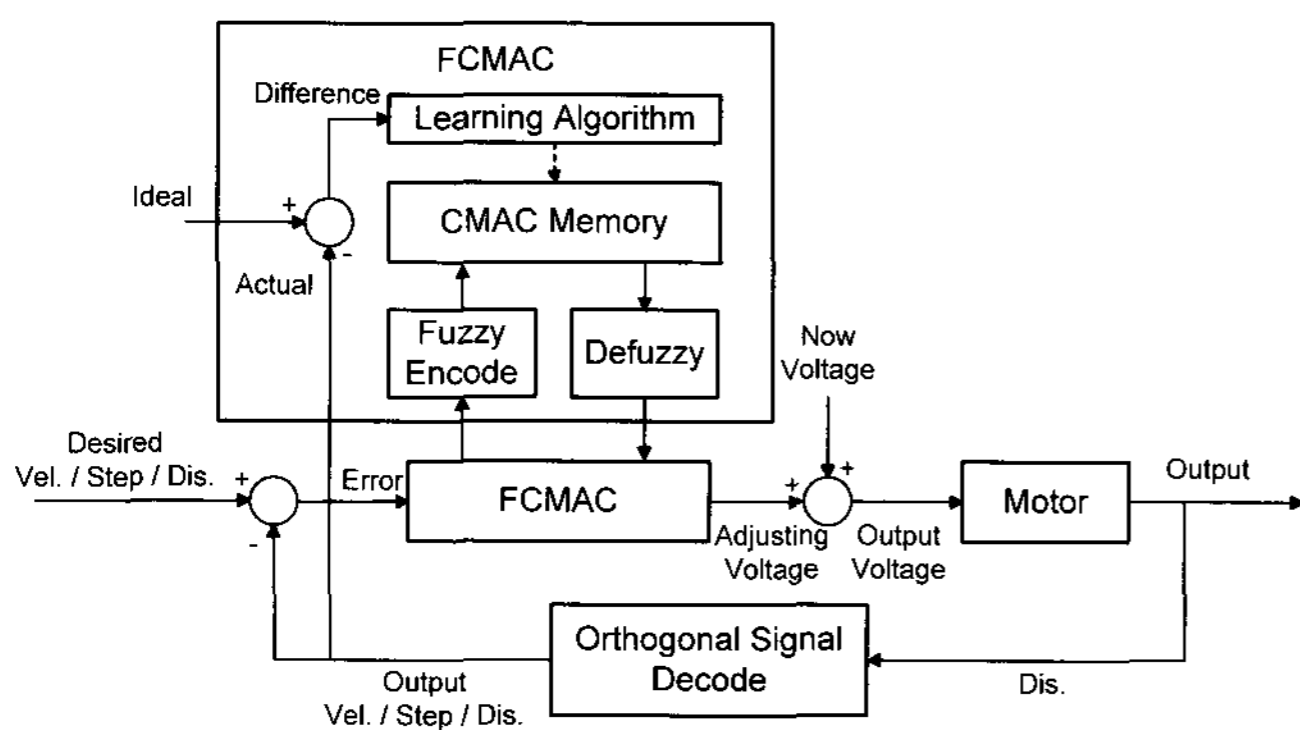 FCMAC
Difference
Learning Algorithm
Ideal
+
CMAC Memory
-
Actual
Fuzzy
Encode
Defuzzy
Now
Voltage
Desired
Vel. / Step / Dis.
+
Error
FCMAC
+
+
Motor
Output
-
Adjusting
Voltage
Output
Voltage
Orthogonal Signal
Decode
Output
Vel. / Step / Dis.
Dis.